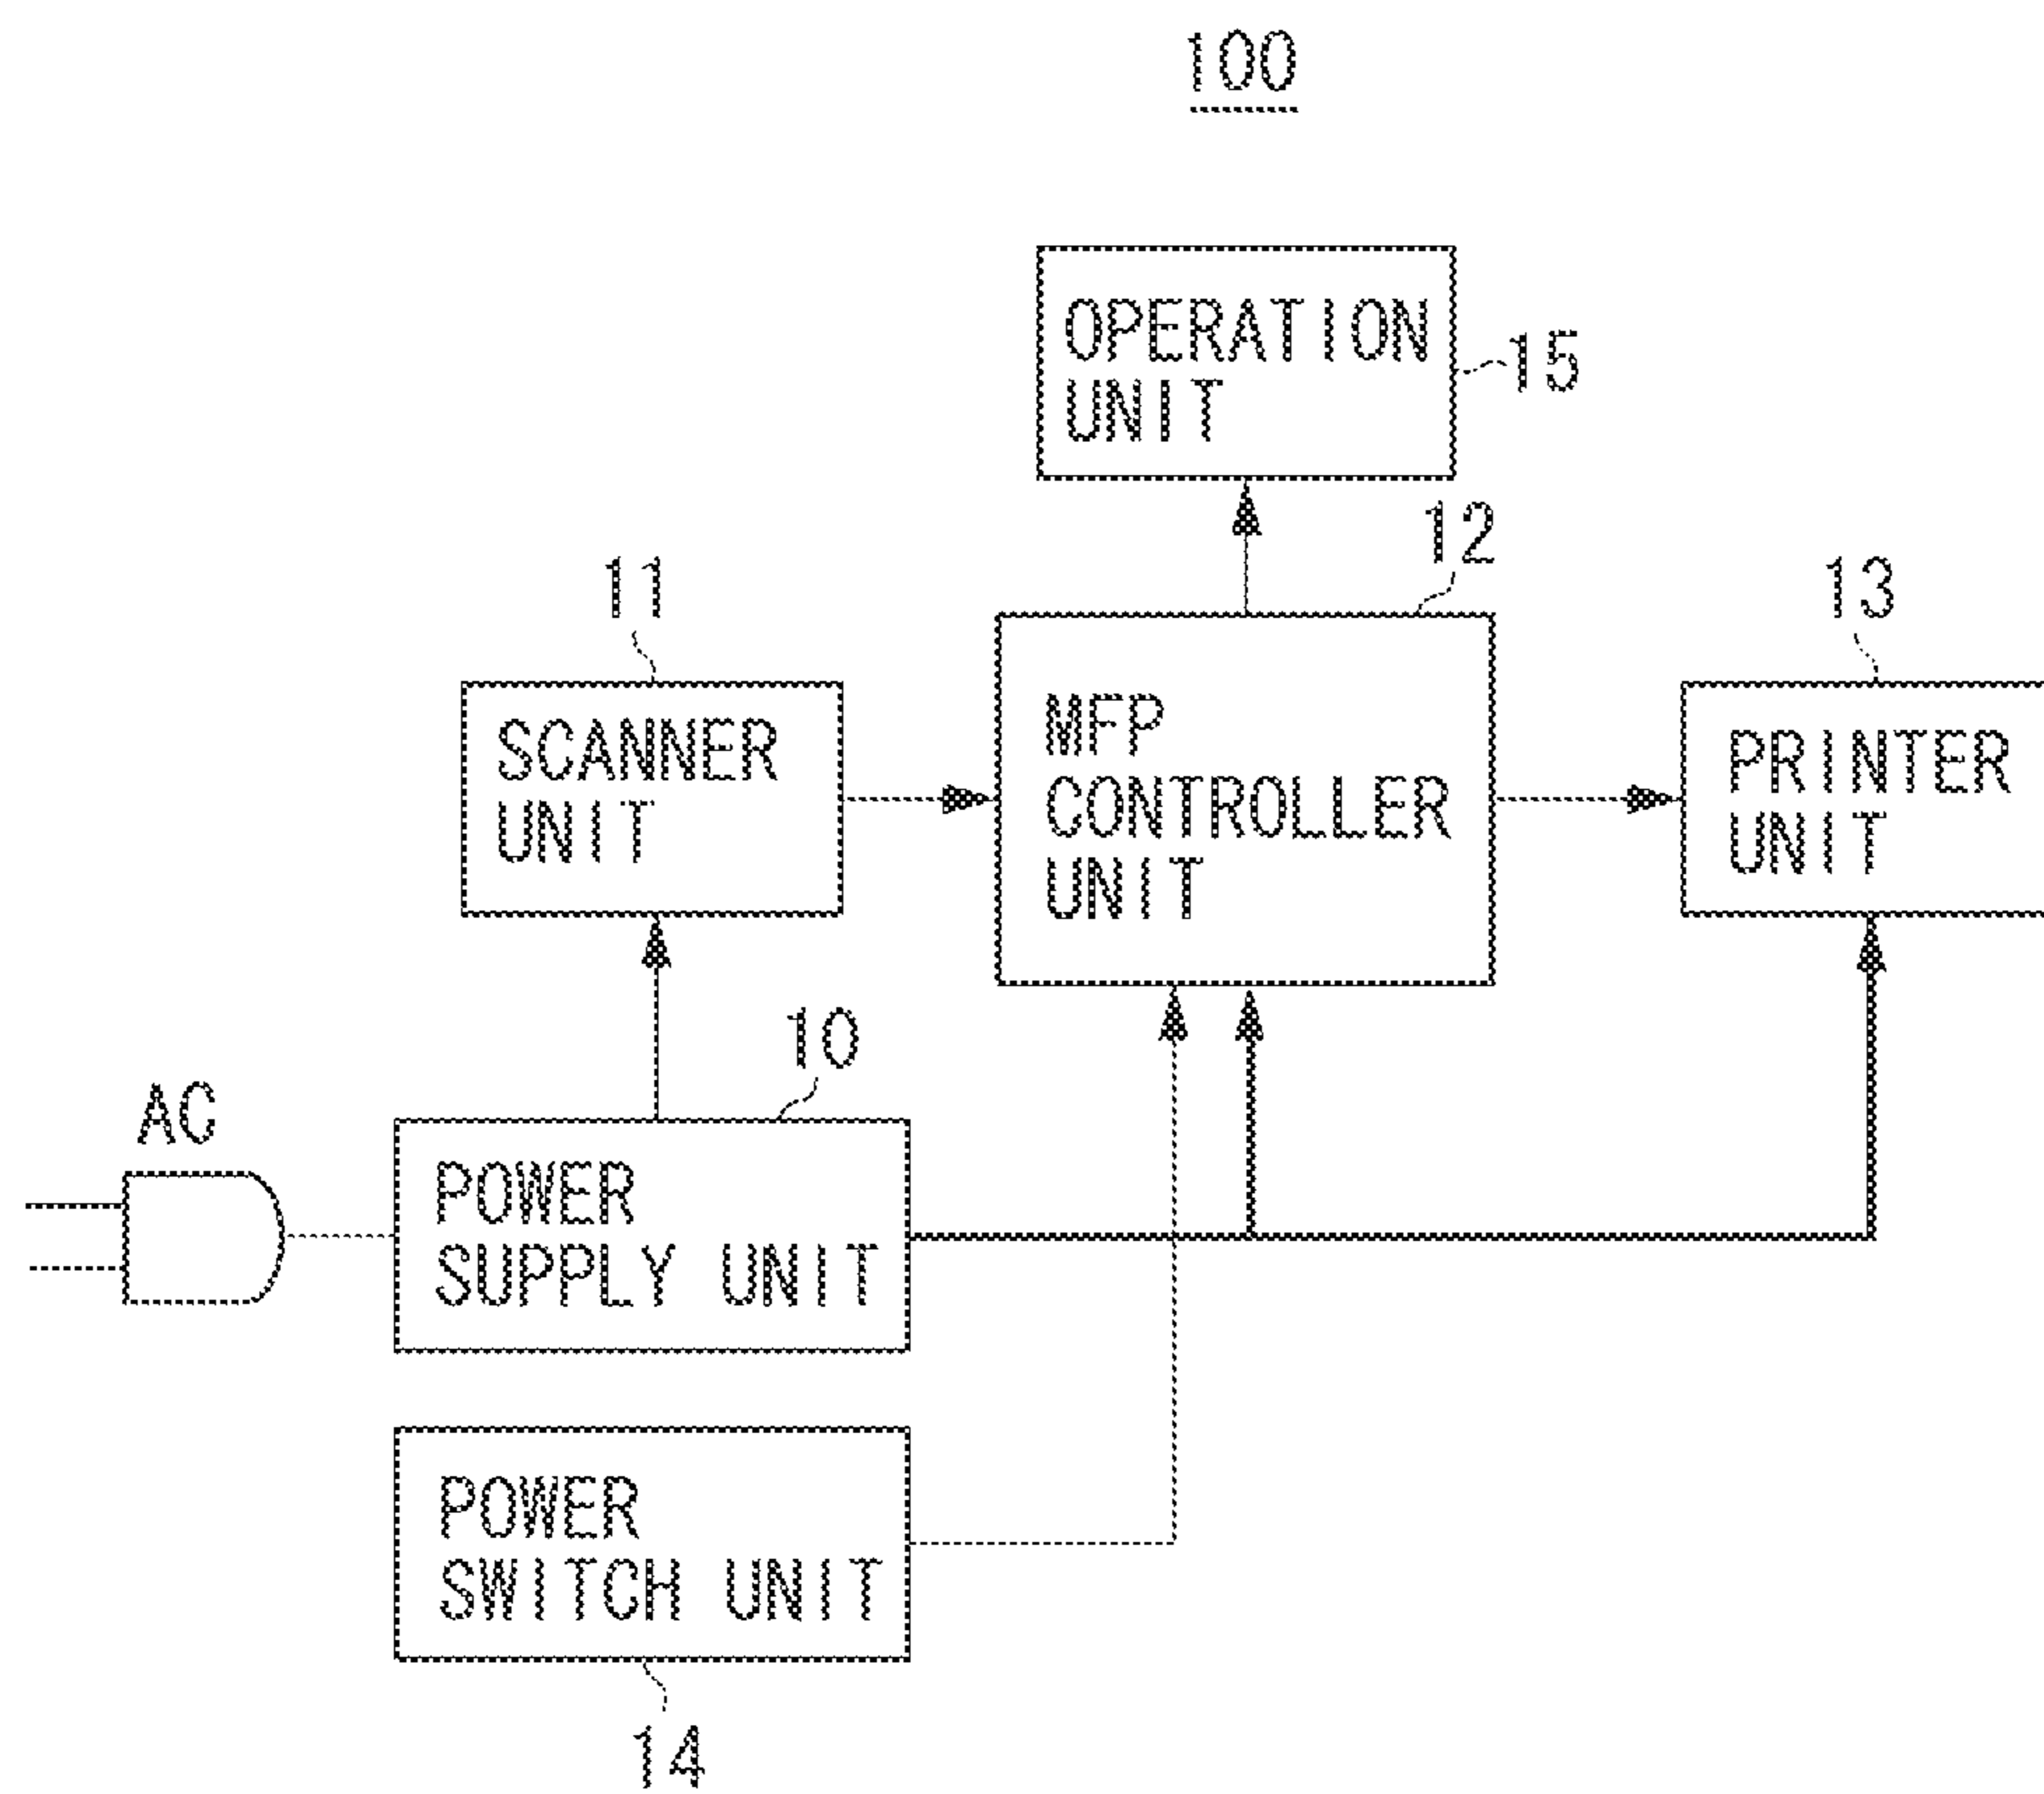 100
OPERATION
UNIT
15
12
11
13
SCANNER
UNIT
MFP
CONTROLLER
UNIT
PRINTER
UNIT
10
AC
POWER
SUPPLY UNIT
POWER
SWITCH UNIT
14